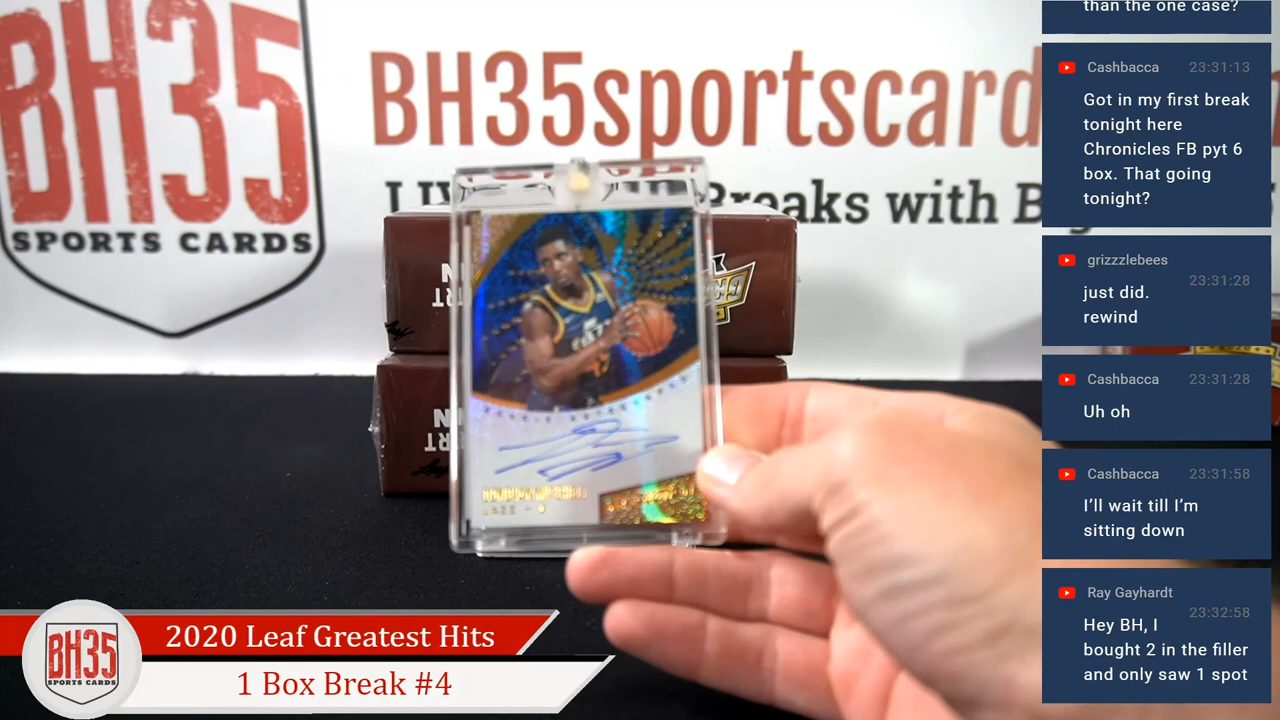 BH35
SPORTS CARDS
BH35sportscard
eaks with B
JAZZ - G
2020 Leaf Greatest Hits
1 Box Break #4
BH35
SPORTS CARDS
than the one case?
Cashbacca 23:31:13
Got in my first break
tonight here
Chronicles FB pyt 6
box. That going
tonight?
grizzzlebees 23:31:28
just did.
rewind
Cashbacca 23:31:28
Uh oh
Cashbacca 23:31:58
I'll wait till I'm
sitting down
Ray Gayhardt 23:32:58
Hey BH, I
bought 2 in the filler
and only saw 1 spot